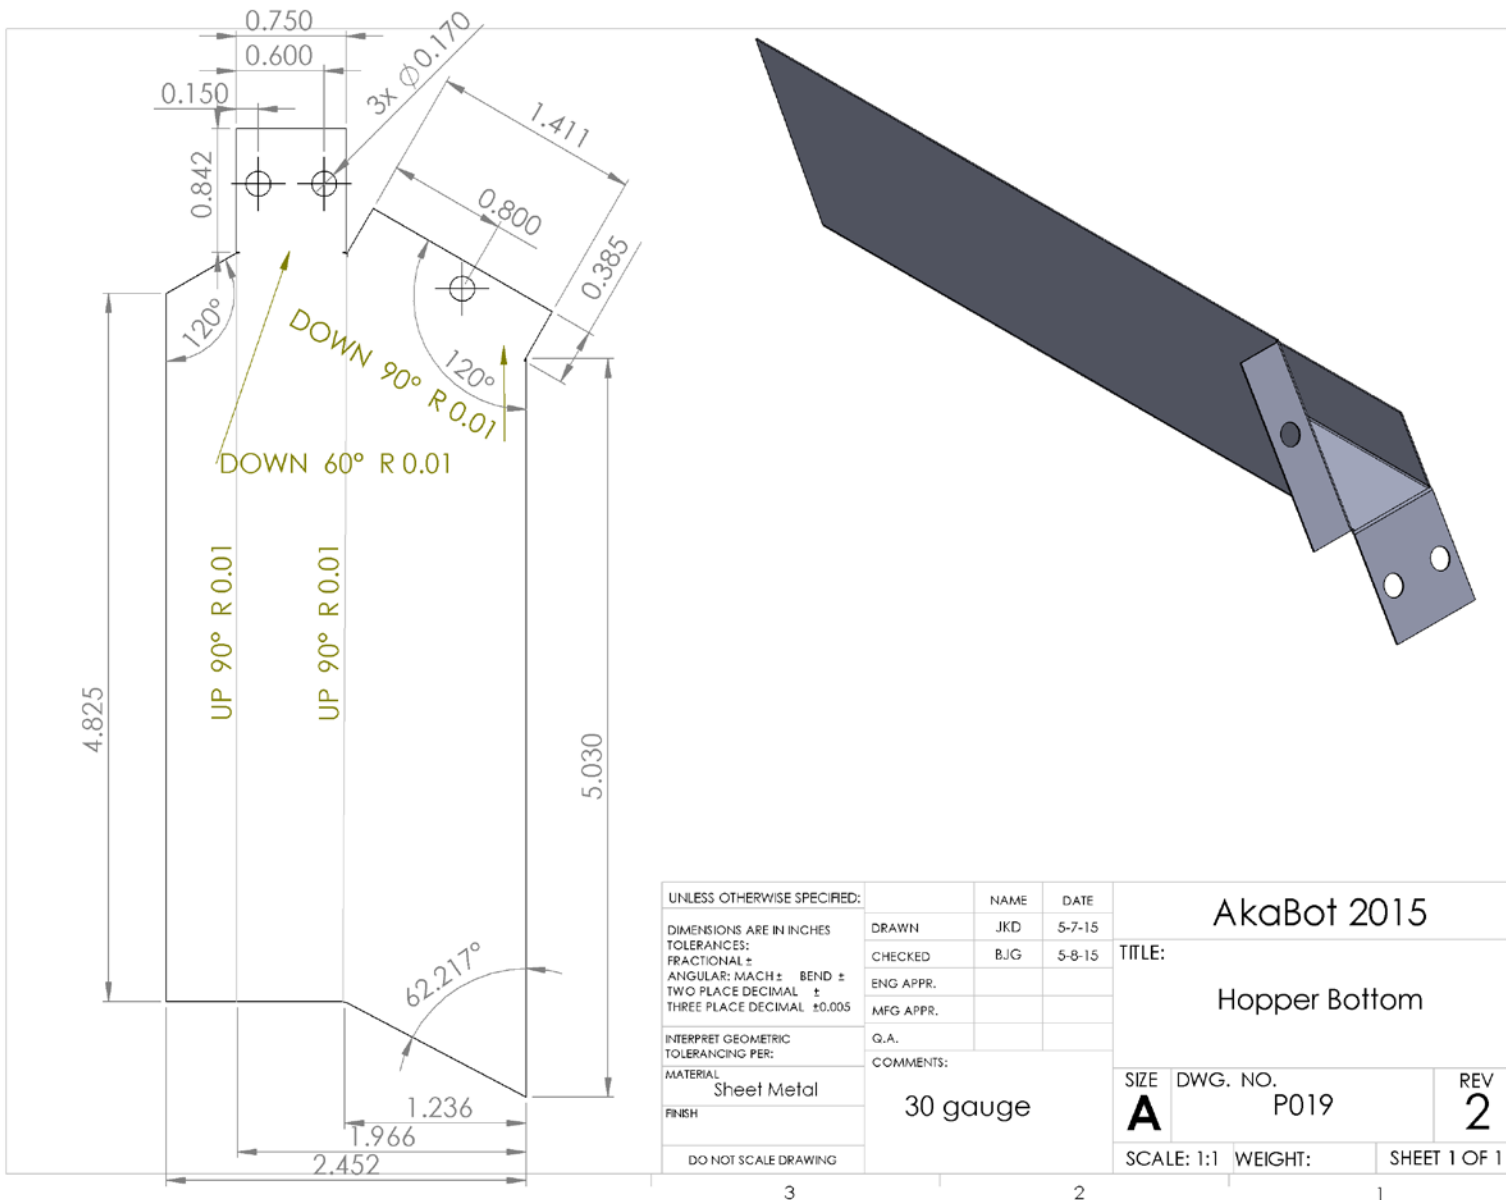 0.750
0.600
0.150
3x Ø0.170
1.411
0.842
0.800
0.385
120°
DOWN 90° R 0.01
120°
DOWN 60° R 0.01
UP 90° R 0.01
UP 90° R 0.01
4.825
5.030
62.217°
1.236
1.966
2.452
UNLESS OTHERWISE SPECIFIED:
DIMENSIONS ARE IN INCHES
TOLERANCES:
FRACTIONAL ±
ANGULAR: MACH ± BEND ±
TWO PLACE DECIMAL ±
THREE PLACE DECIMAL ±0.005
INTERPRET GEOMETRIC
TOLERANCING PER:
MATERIAL
Sheet Metal
FINISH
DO NOT SCALE DRAWING
NAME DATE
DRAWN JKD 5-7-15
CHECKED BJG 5-8-15
ENG APPR.
MFG APPR.
Q.A.
COMMENTS:
30 gauge
AkaBot 2015
TITLE:
Hopper Bottom
SIZE DWG. NO. REV
A P019 2
SCALE: 1:1 WEIGHT: SHEET 1 OF 1
3 2 1